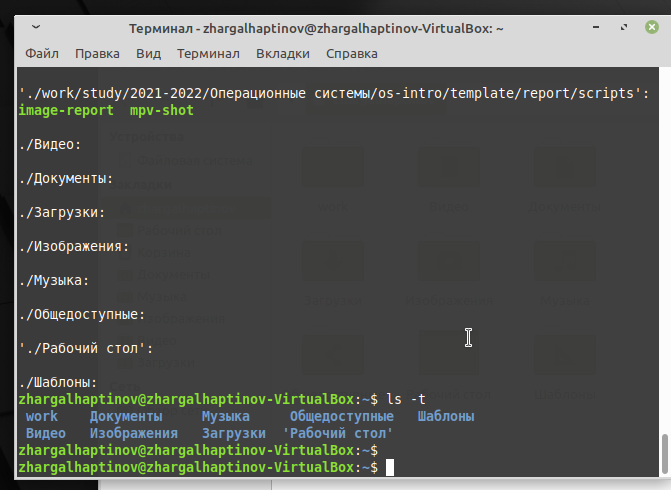 Терминал - zhargalhaptinov@zhargalhaptinov-VirtualBox: ~
Файл Правка Вид Терминал Вкладки Справка
'./work/study/2021-2022/Операционные системы/os-intro/template/report/scripts':
image-report mpv-shot
./Видео:
./Документы:
./Загрузки:
./Изображения:
./Музыка:
./Общедоступные:
'./Рабочий стол':
./Шаблоны:
zhargalhaptinov@zhargalhaptinov-VirtualBox:~$ ls -t
work Документы Музыка Общедоступные Шаблоны
Видео Изображения Загрузки 'Рабочий стол'
zhargalhaptinov@zhargalhaptinov-VirtualBox:~$
zhargalhaptinov@zhargalhaptinov-VirtualBox:~$